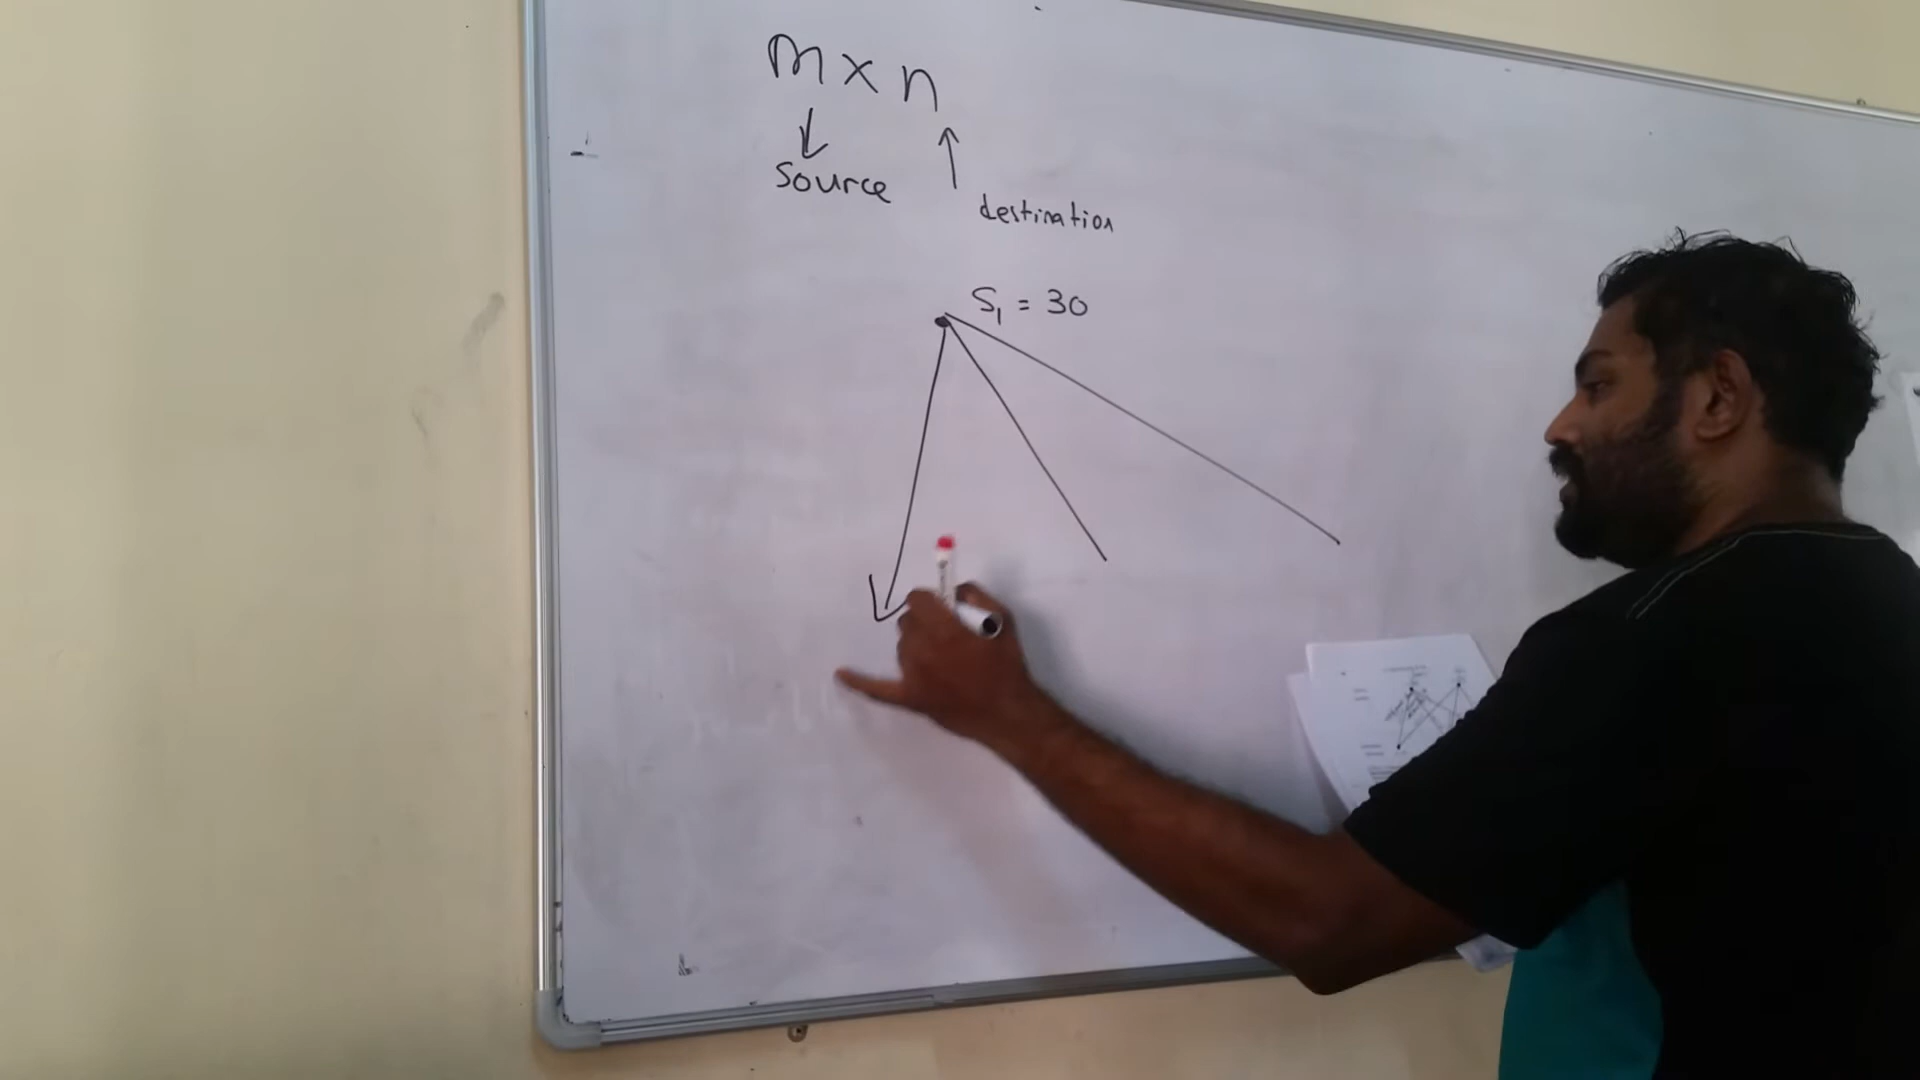 m x n
source
destination
S₁ = 30